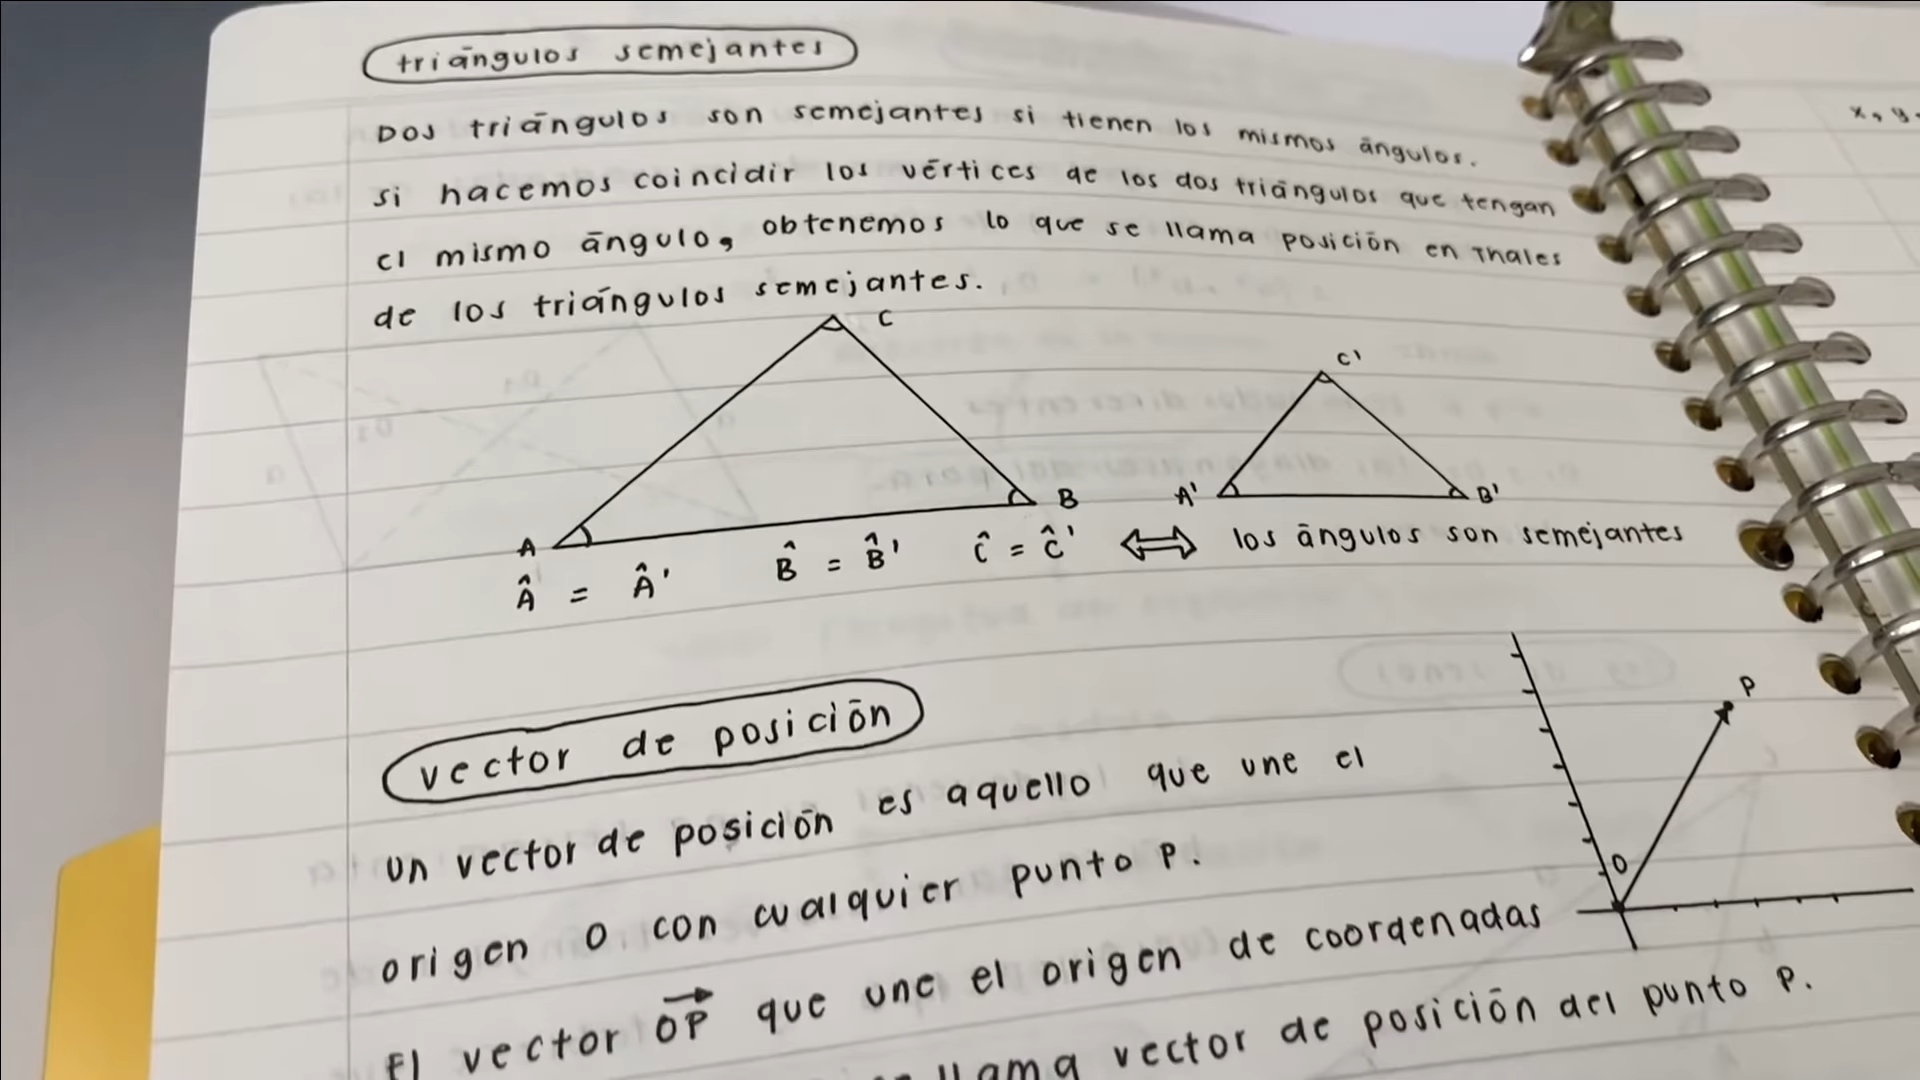 triángulos semejantes
Dos triángulos son semejantes si tienen los mismos ángulos.
si hacemos coincidir los vértices de los dos triángulos que tengan
el mismo ángulo, obtenemos lo que se llama posición en Thales
de los triángulos semejantes.
C
C'
A
B
A'
B'
Â = Â' B̂ = B̂' Ĉ = Ĉ' ⟺ los ángulos son semejantes
vector de posición
P
un vector de posición es aquello que une el
origen O con cualquier punto P.
O
El vector OP⃗ que une el origen de coordenadas
llama vector de posición del punto P.
x, y